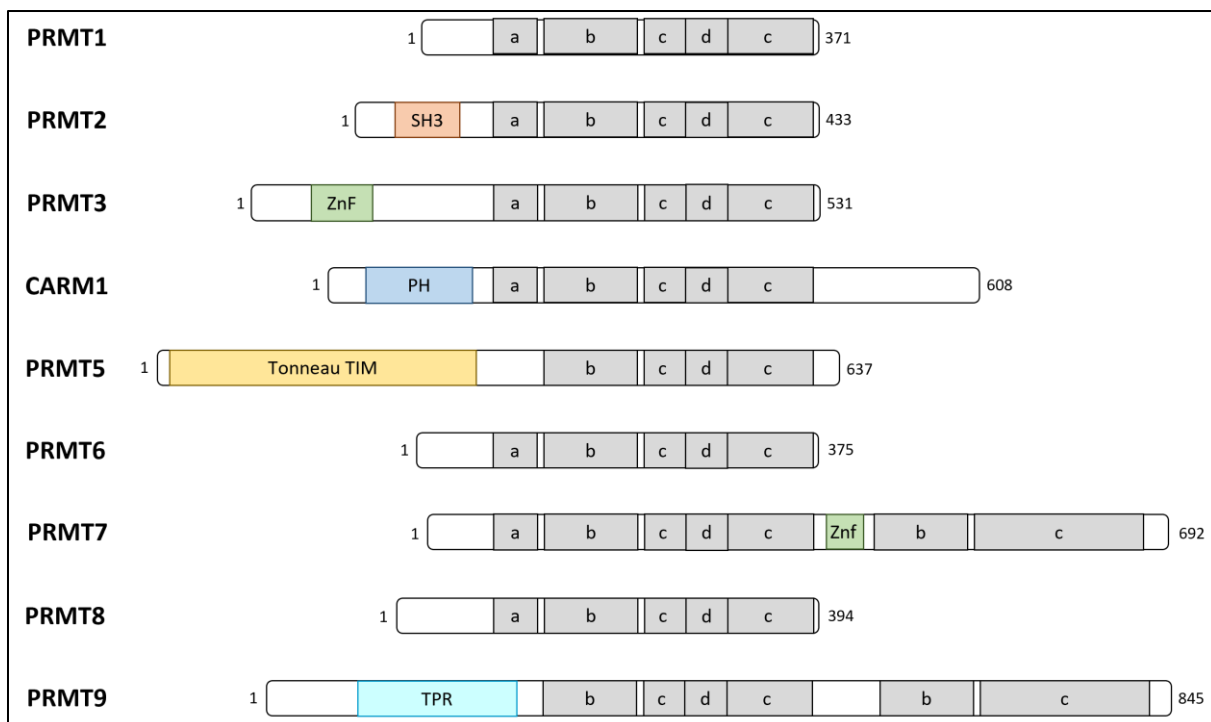 PRMT1 1 a b c d c 371
PRMT2 1 SH3 a b c d c 433
PRMT3 1 ZnF a b c d c 531
CARM1 1 PH a b c d c 608
PRMT5 1 Tonneau TIM b c d c 637
PRMT6 1 a b c d c 375
PRMT7 1 a b c d c Znf b c 692
PRMT8 1 a b c d c 394
PRMT9 1 TPR b c d c b c 845